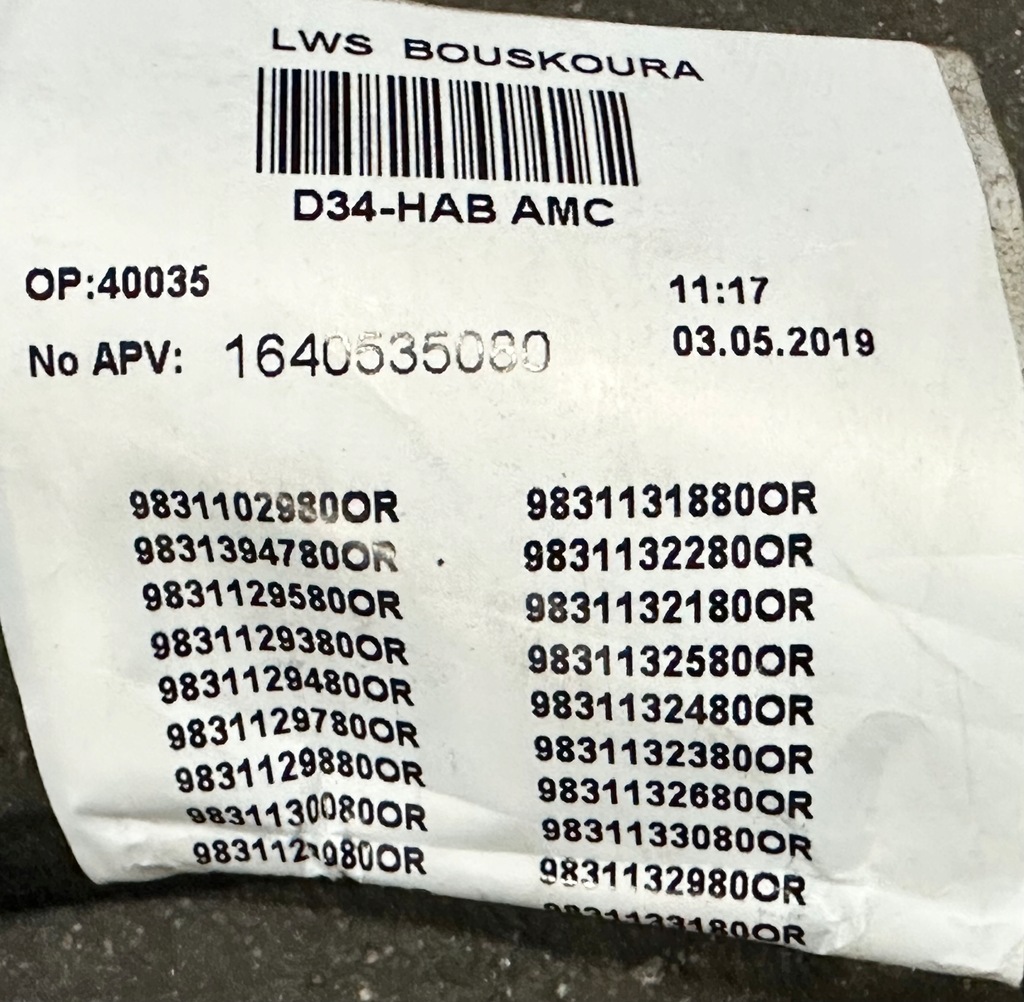 LWS BOUSKOURA
D34-HAB AMC
OP:40035
11:17
No APV: 1640535080
03.05.2019
9831102980OR
9831131880OR
9831394780OR
9831132280OR
9831129580OR
9831132180OR
9831129380OR
9831132580OR
9831129480OR
9831132480OR
9831129780OR
9831132380OR
9831129880OR
9831132680OR
9831130080OR
9831133080OR
9831132980OR
9831133180OR